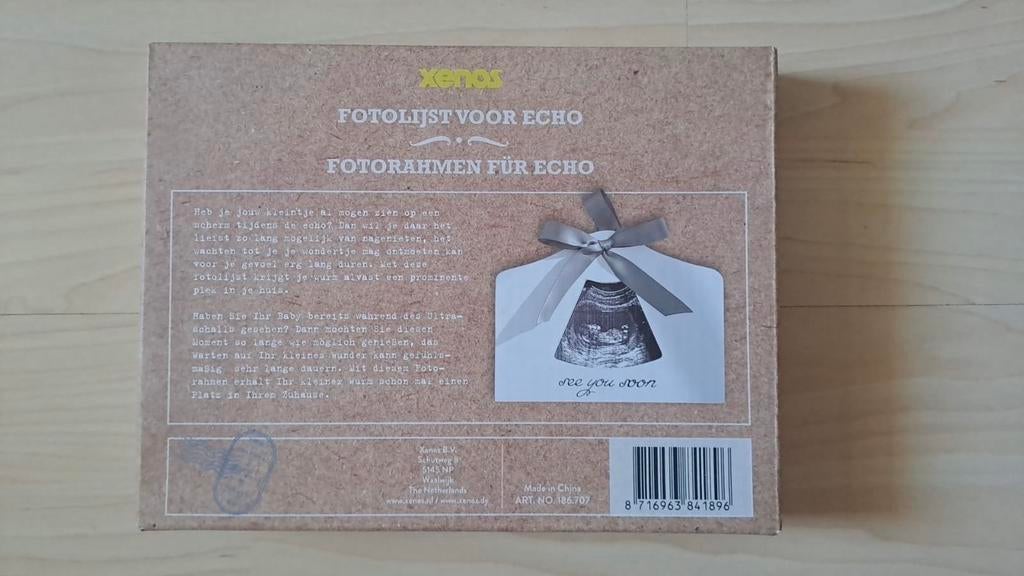 xenos
FOTOLIJST VOOR ECHO
FOTORAHMEN FÜR ECHO
Heb je jouw kleintje al mogen zien op een
scherm tijdens de echo? Dan wil je daar het
liefst zo lang mogelijk van nagenieten, het
wachten tot je je wondertje mag ontmoeten kan
voor je gevoel erg lang duren. Met deze
fotolijst krijgt je wurm alvast een prominente
plek in je huis.
Haben Sie Ihr Baby bereits während des Ultra-
schalls gesehen? Dann möchten Sie diesen
Moment so lange wie möglich genießen, das
Warten auf Ihr kleines Wunder kann gefühls-
mäßig sehr lange dauern. Mit diesem Foto-
rahmen erhält Ihr kleiner Wurm schon mal einen
Platz in Ihrem Zuhause.
see you soon
Xenos B.V.
Schutweg 8
5145 NP
Waalwijk
The Netherlands
www.xenos.nl / www.xenos.de
Made in China
ART. NO. 186.707
8 716963 841896